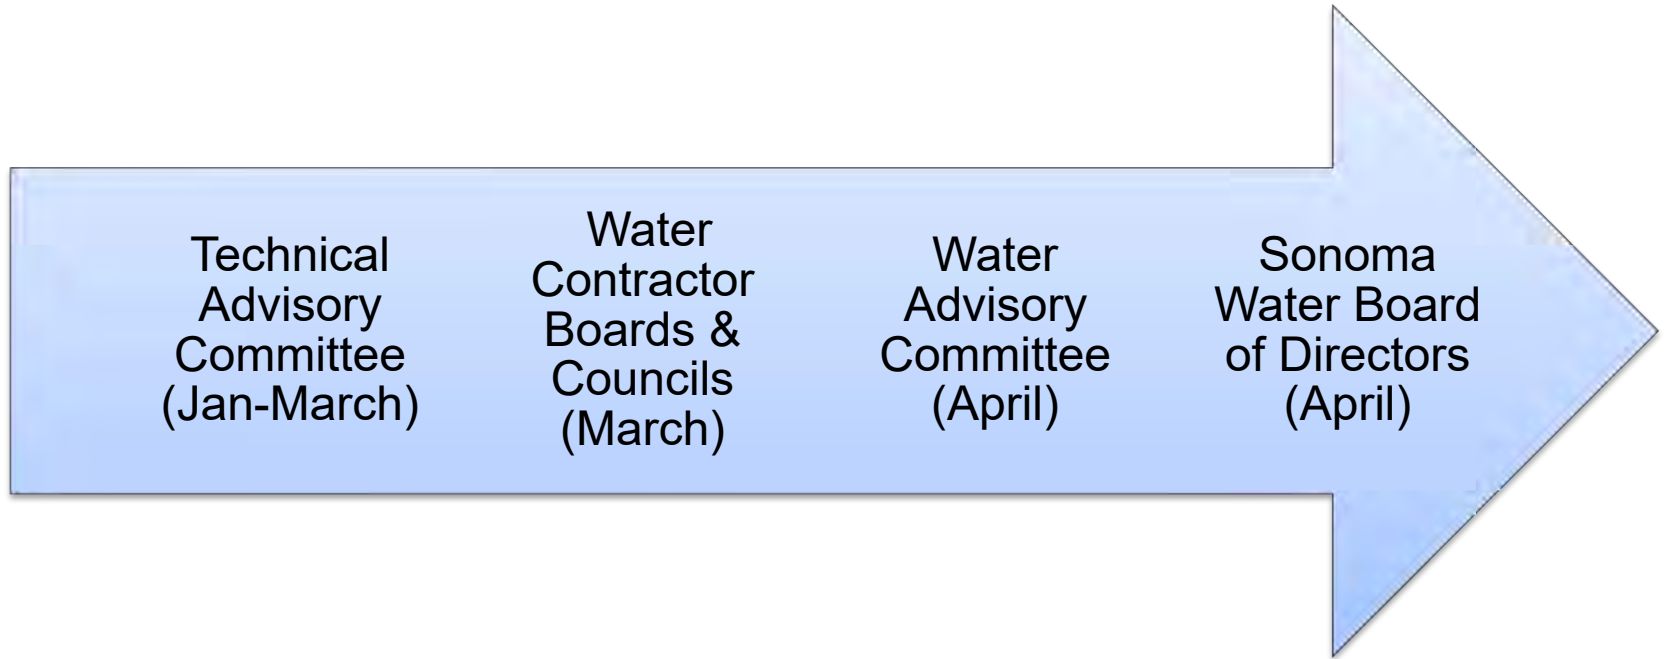 Technical
Advisory
Committee
(Jan-March)
Water
Contractor
Boards &
Councils
(March)
Water
Advisory
Committee
(April)
Sonoma
Water Board
of Directors
(April)